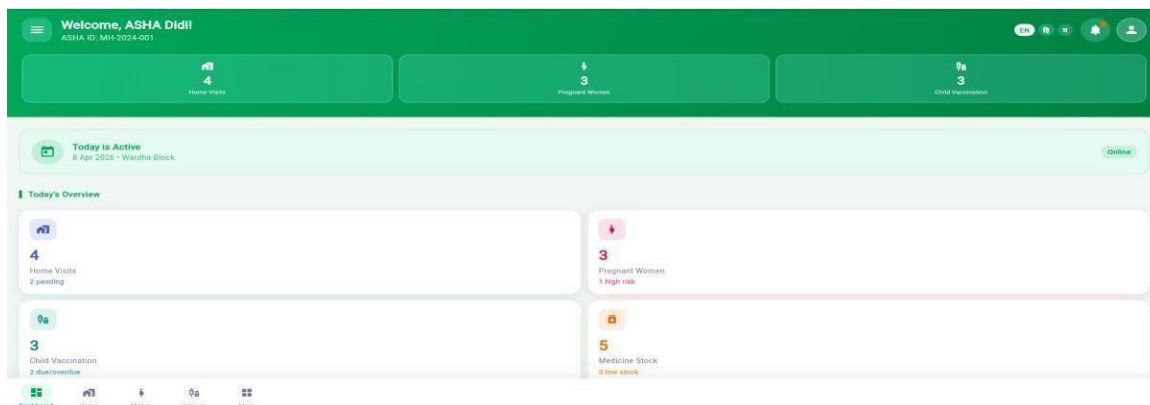 Welcome, ASHA Didi!
ASHA ID: MH-2024-001
EN हि म
4
Home Visits
3
Pregnant Women
3
Child Vaccination
Today is Active
8 Apr 2026 • Wardha Block
Online
Today's Overview
4
Home Visits
2 pending
3
Pregnant Women
1 high risk
3
Child Vaccination
2 due/overdue
5
Medicine Stock
3 low stock
Dashboard